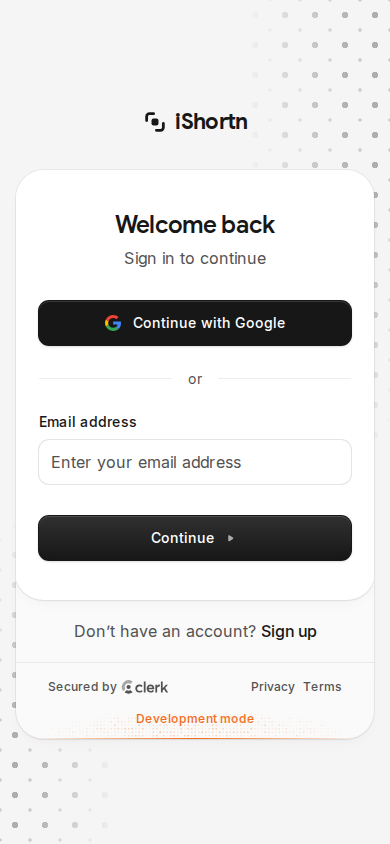 iShortn
Welcome back
Sign in to continue
Continue with Google
or
Email address
Enter your email address
Continue
Don’t have an account? Sign up
Secured by clerk
Privacy Terms
Development mode